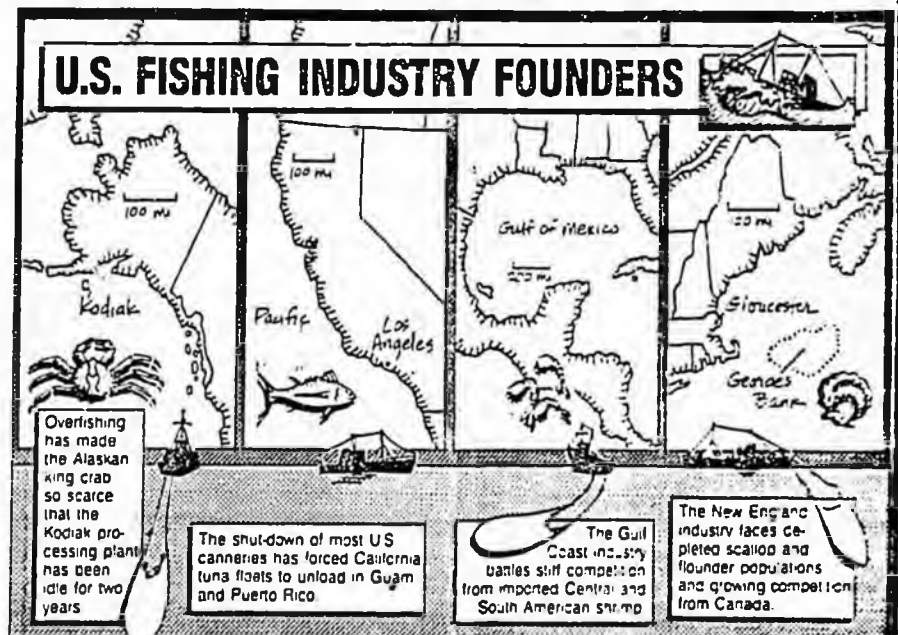 U.S. FISHING INDUSTRY FOUNDERS
100 mi
Kodiak
Overfishing
has made
the Alaskan
king crab
so scarce
that the
Kodiak pro-
cessing plant
has been
idle for two
years
100 mi
Pacific
Los
Angeles
The shut-down of most US
canneries has forced California
tuna fleets to unload in Guam
and Puerto Rico.
Gulf of Mexico
200 mi
The Gulf
Coast industry
battles stiff competition
from imported Central and
South American shrimp
100 mi
Gloucester
Georges
Bank
The New England
industry faces de-
pleted scallop and
flounder populations
and growing competition
from Canada.